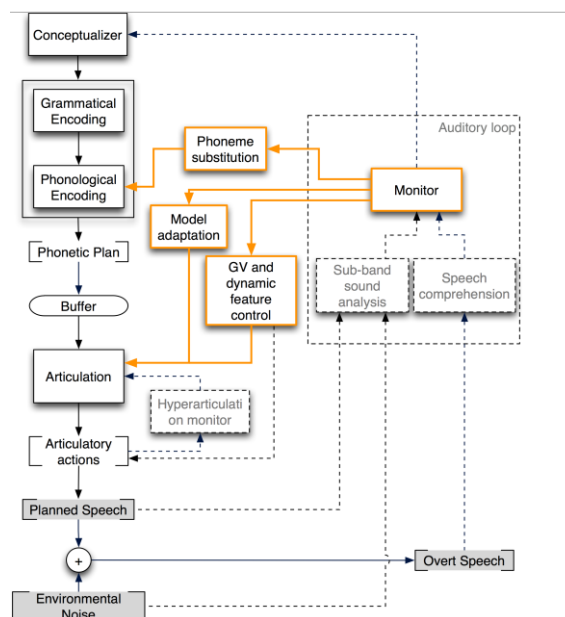 Conceptualizer
Grammatical
Encoding
Phonological
Encoding
Phonetic Plan
Buffer
Articulation
Articulatory
actions
Planned Speech
+
Environmental
Noise
Phoneme
substitution
Model
adaptation
GV and
dynamic
feature
control
Hyperarticulati
on monitor
Auditory loop
Monitor
Sub-band
sound
analysis
Speech
comprehension
Overt Speech